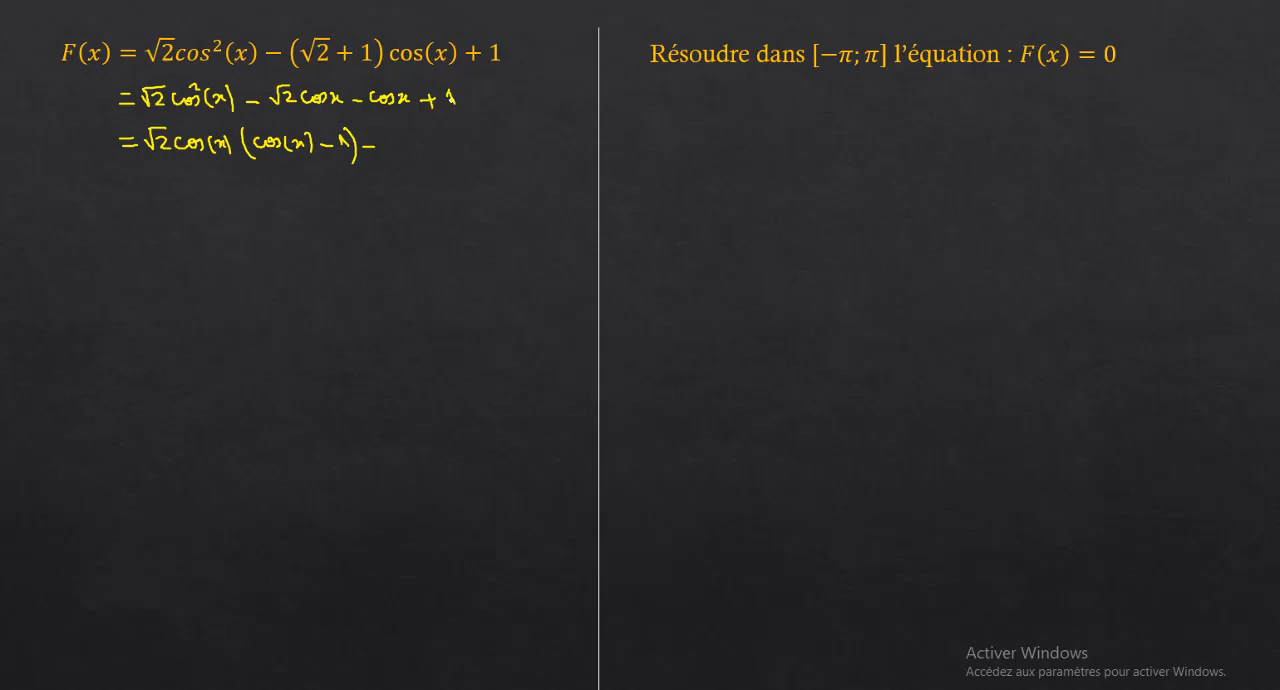 F(x) = √2cos²(x) − (√2 + 1) cos(x) + 1
= √2 cos²(x) − √2 cosx − cosx + 1
= √2 cos(x) (cos(x) − 1) −
Résoudre dans [−π; π] l'équation : F(x) = 0
Activer Windows
Accédez aux paramètres pour activer Windows.